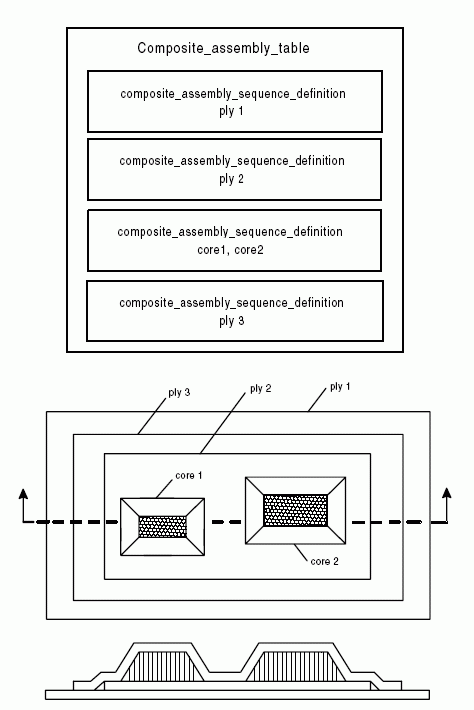 Composite_assembly_table
composite_assembly_sequence_definition
ply 1
composite_assembly_sequence_definition
ply 2
composite_assembly_sequence_definition
core1, core2
composite_assembly_sequence_definition
ply 3
ply 3
ply 2
ply 1
core 1
core 2